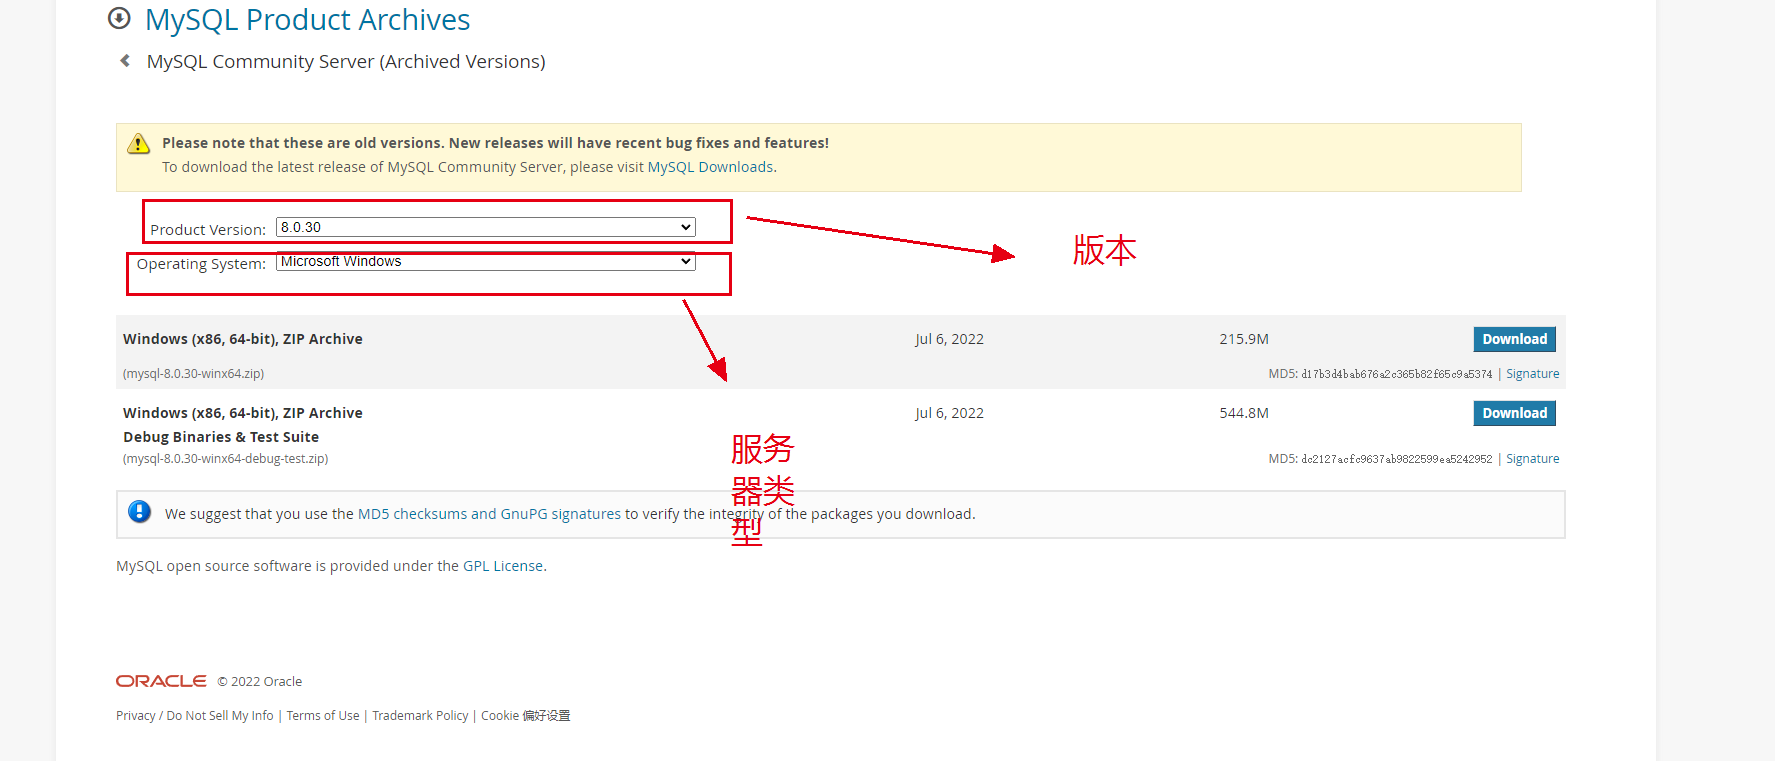 MySQL Product Archives
MySQL Community Server (Archived Versions)
Please note that these are old versions. New releases will have recent bug fixes and features!
To download the latest release of MySQL Community Server, please visit MySQL Downloads.
Product Version: 8.0.30
版本
Operating System: Microsoft Windows
Windows (x86, 64-bit), ZIP Archive Jul 6, 2022 215.9M Download
(mysql-8.0.30-winx64.zip) MD5: d17b3d4bab676a2c365b82f65c9a5374 | Signature
Windows (x86, 64-bit), ZIP Archive Jul 6, 2022 544.8M Download
Debug Binaries & Test Suite
(mysql-8.0.30-winx64-debug-test.zip) MD5: dc2127acfc9637ab9822599ea5242952 | Signature
服务
器类
型
We suggest that you use the MD5 checksums and GnuPG signatures to verify the integrity of the packages you download.
MySQL open source software is provided under the GPL License.
ORACLE © 2022 Oracle
Privacy / Do Not Sell My Info | Terms of Use | Trademark Policy | Cookie 偏好设置